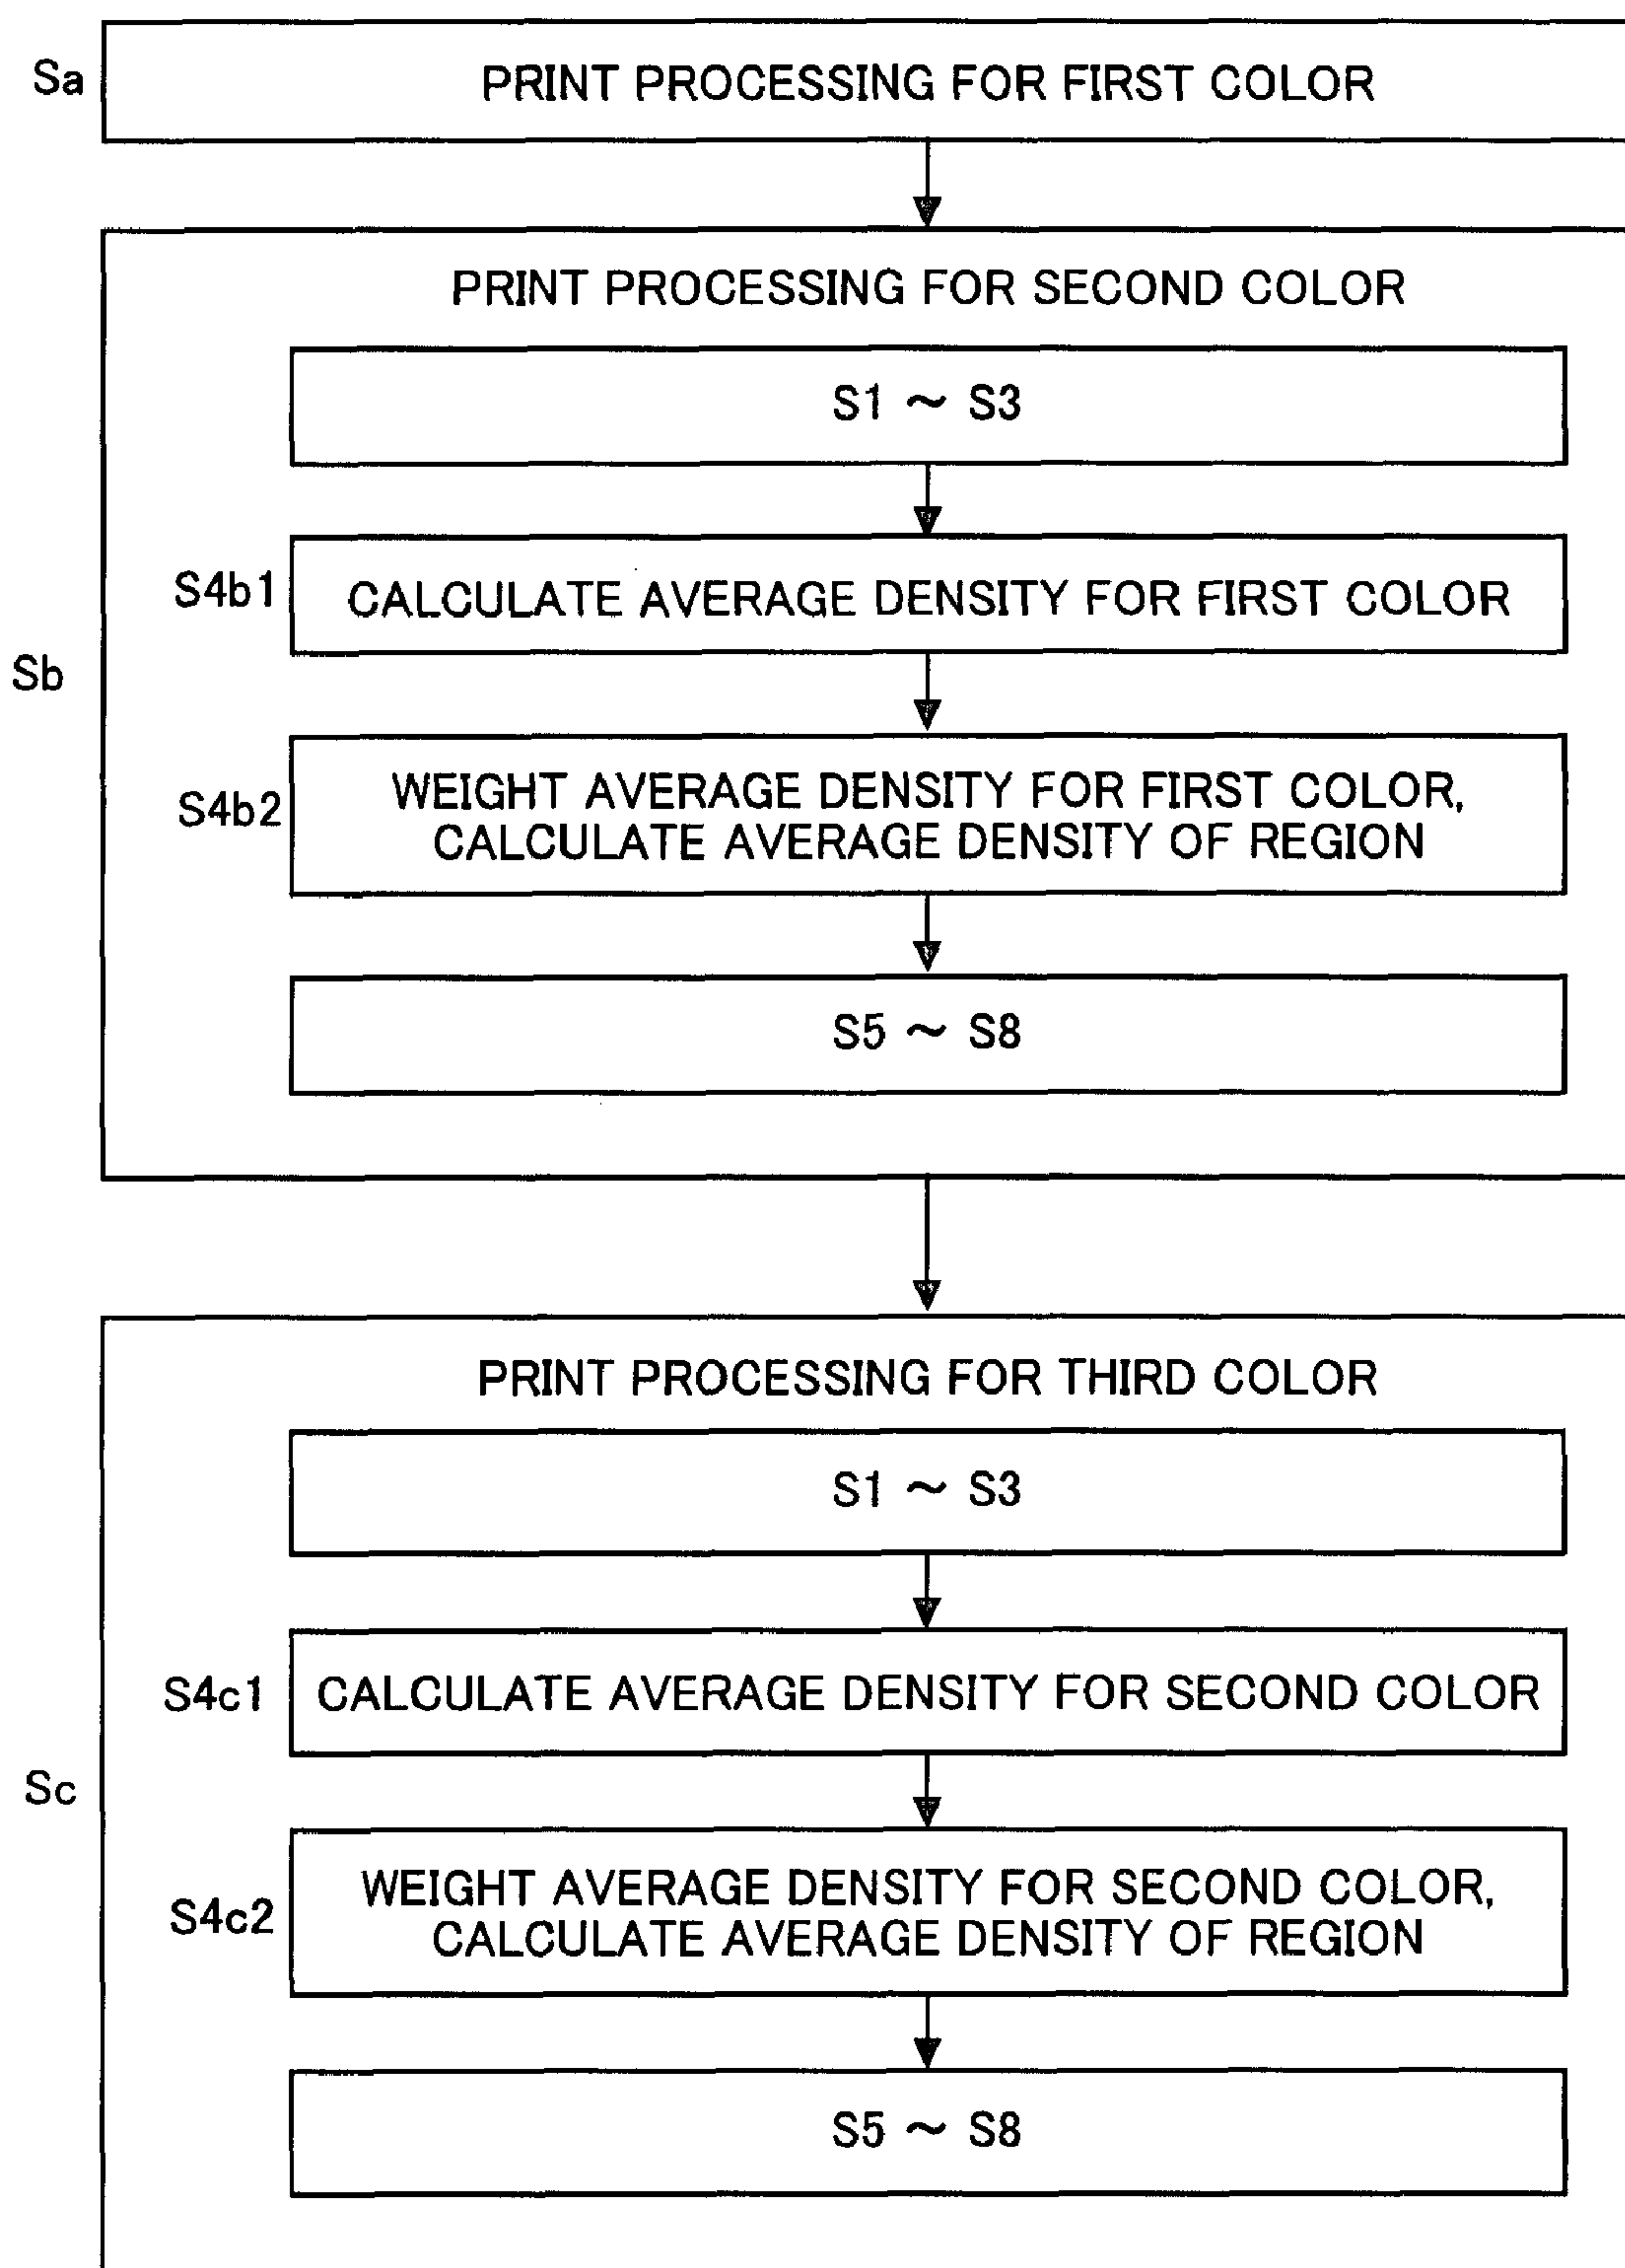 Sa
PRINT PROCESSING FOR FIRST COLOR
PRINT PROCESSING FOR SECOND COLOR
S1 ~ S3
S4b1
CALCULATE AVERAGE DENSITY FOR FIRST COLOR
Sb
S4b2
WEIGHT AVERAGE DENSITY FOR FIRST COLOR,
CALCULATE AVERAGE DENSITY OF REGION
S5 ~ S8
PRINT PROCESSING FOR THIRD COLOR
S1 ~ S3
S4c1
CALCULATE AVERAGE DENSITY FOR SECOND COLOR
Sc
S4c2
WEIGHT AVERAGE DENSITY FOR SECOND COLOR,
CALCULATE AVERAGE DENSITY OF REGION
S5 ~ S8